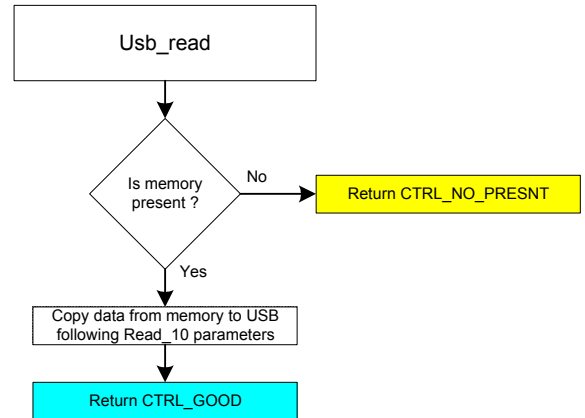 Usb_read
Is memory
present ?
No
Return CTRL_NO_PRESNT
Yes
Copy data from memory to USB
following Read_10 parameters
Return CTRL_GOOD